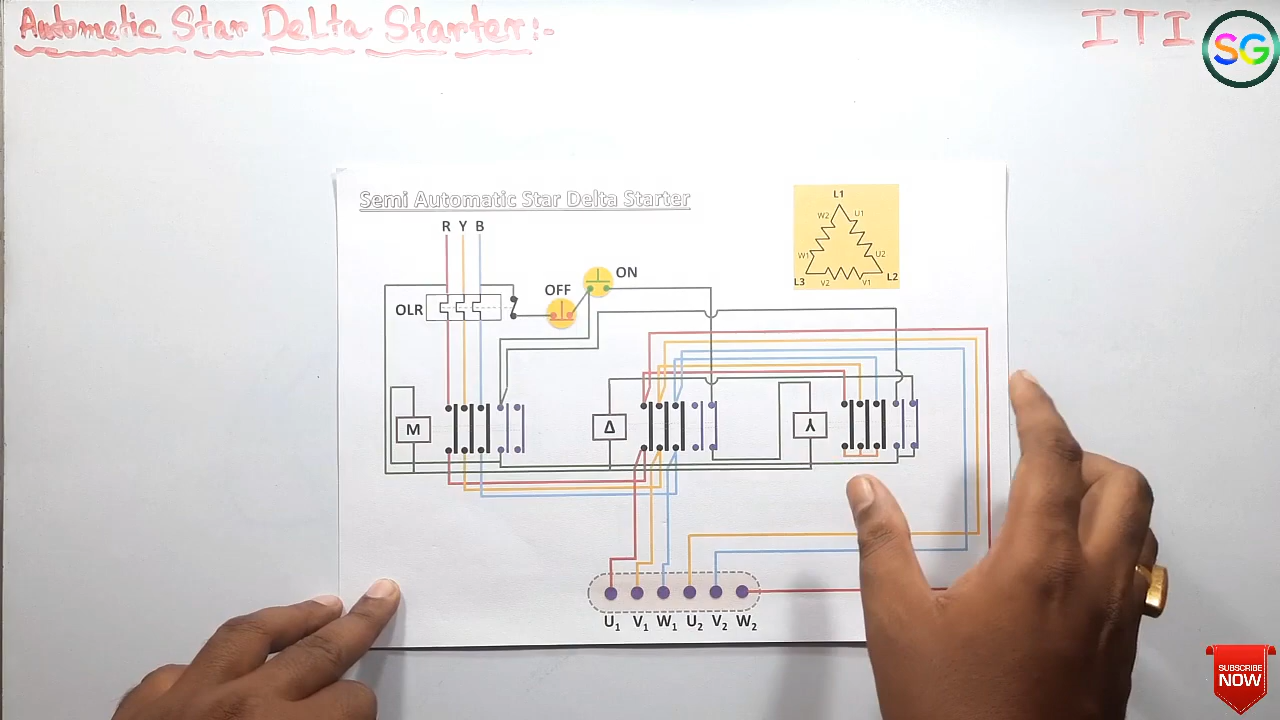 Autometic Star Delta Starter:-
ITI
SG
Semi Automatic Star Delta Starter
R Y B
L1
W2 U1
W1 U2
L3 L2
V2 V1
ON
OFF
OLR
M
Δ
⅄
U1 V1 W1 U2 V2 W2
SUBSCRIBE
NOW